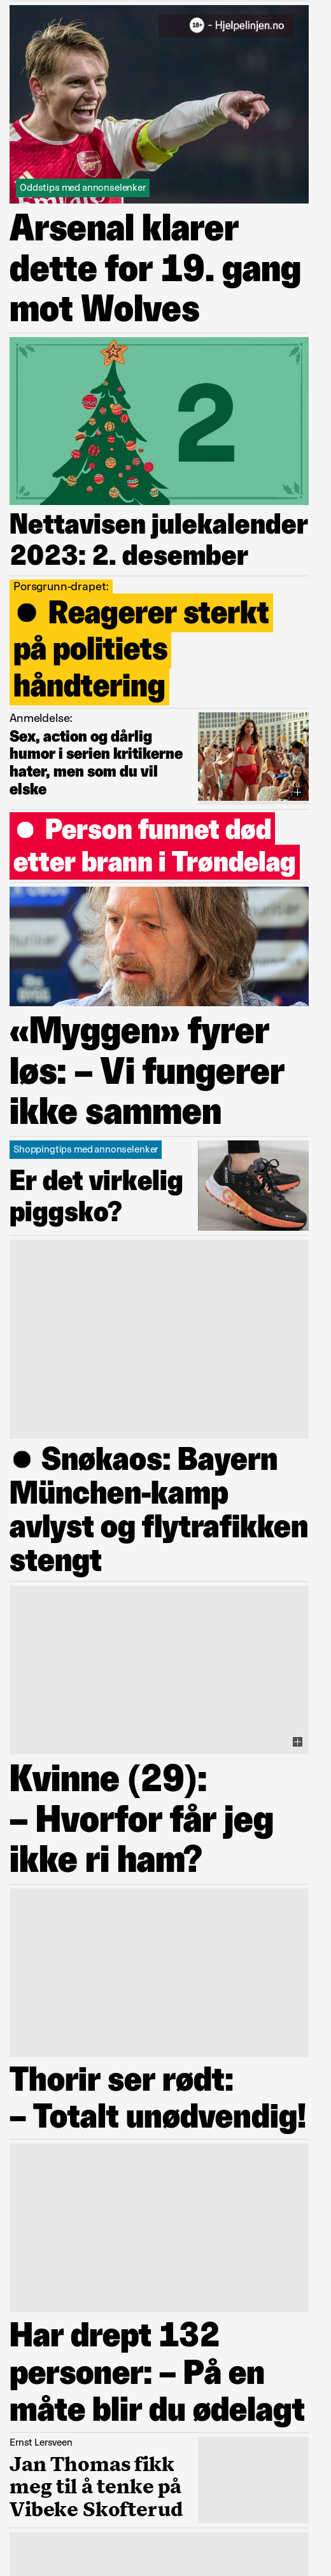 18+ - Hjelpelinjen.no
Oddstips med annonselenker
Arsenal klarer
dette for 19. gang
mot Wolves
2
Nettavisen julekalender
2023: 2. desember
Porsgrunn-drapet:
Reagerer sterkt
på politiets
håndtering
Anmeldelse:
Sex, action og dårlig
humor i serien kritikerne
hater, men som du vil
elske
Person funnet død
etter brann i Trøndelag
«Myggen» fyrer
løs: – Vi fungerer
ikke sammen
Shoppingtips med annonselenker
Er det virkelig
piggsko?
Snøkaos: Bayern
München-kamp
avlyst og flytrafikken
stengt
Kvinne (29):
– Hvorfor får jeg
ikke ri ham?
Thorir ser rødt:
– Totalt unødvendig!
Har drept 132
personer: – På en
måte blir du ødelagt
Ernst Lersveen
Jan Thomas fikk
meg til å tenke på
Vibeke Skofterud